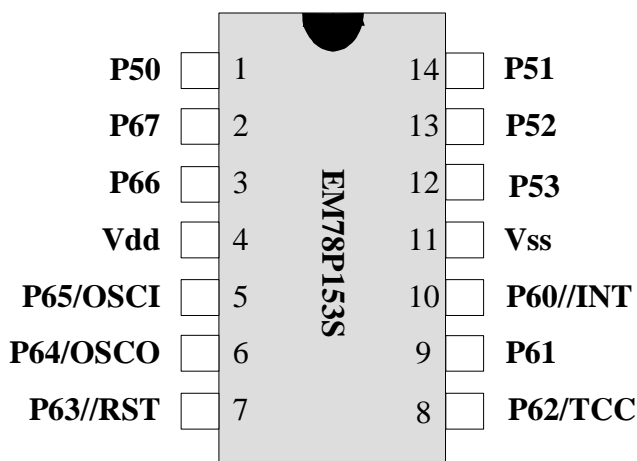 P50 1 14 P51
P67 2 13 P52
P66 3 12 P53
Vdd 4 11 Vss
P65/OSCI 5 10 P60//INT
P64/OSCO 6 9 P61
P63//RST 7 8 P62/TCC
EM78P153S